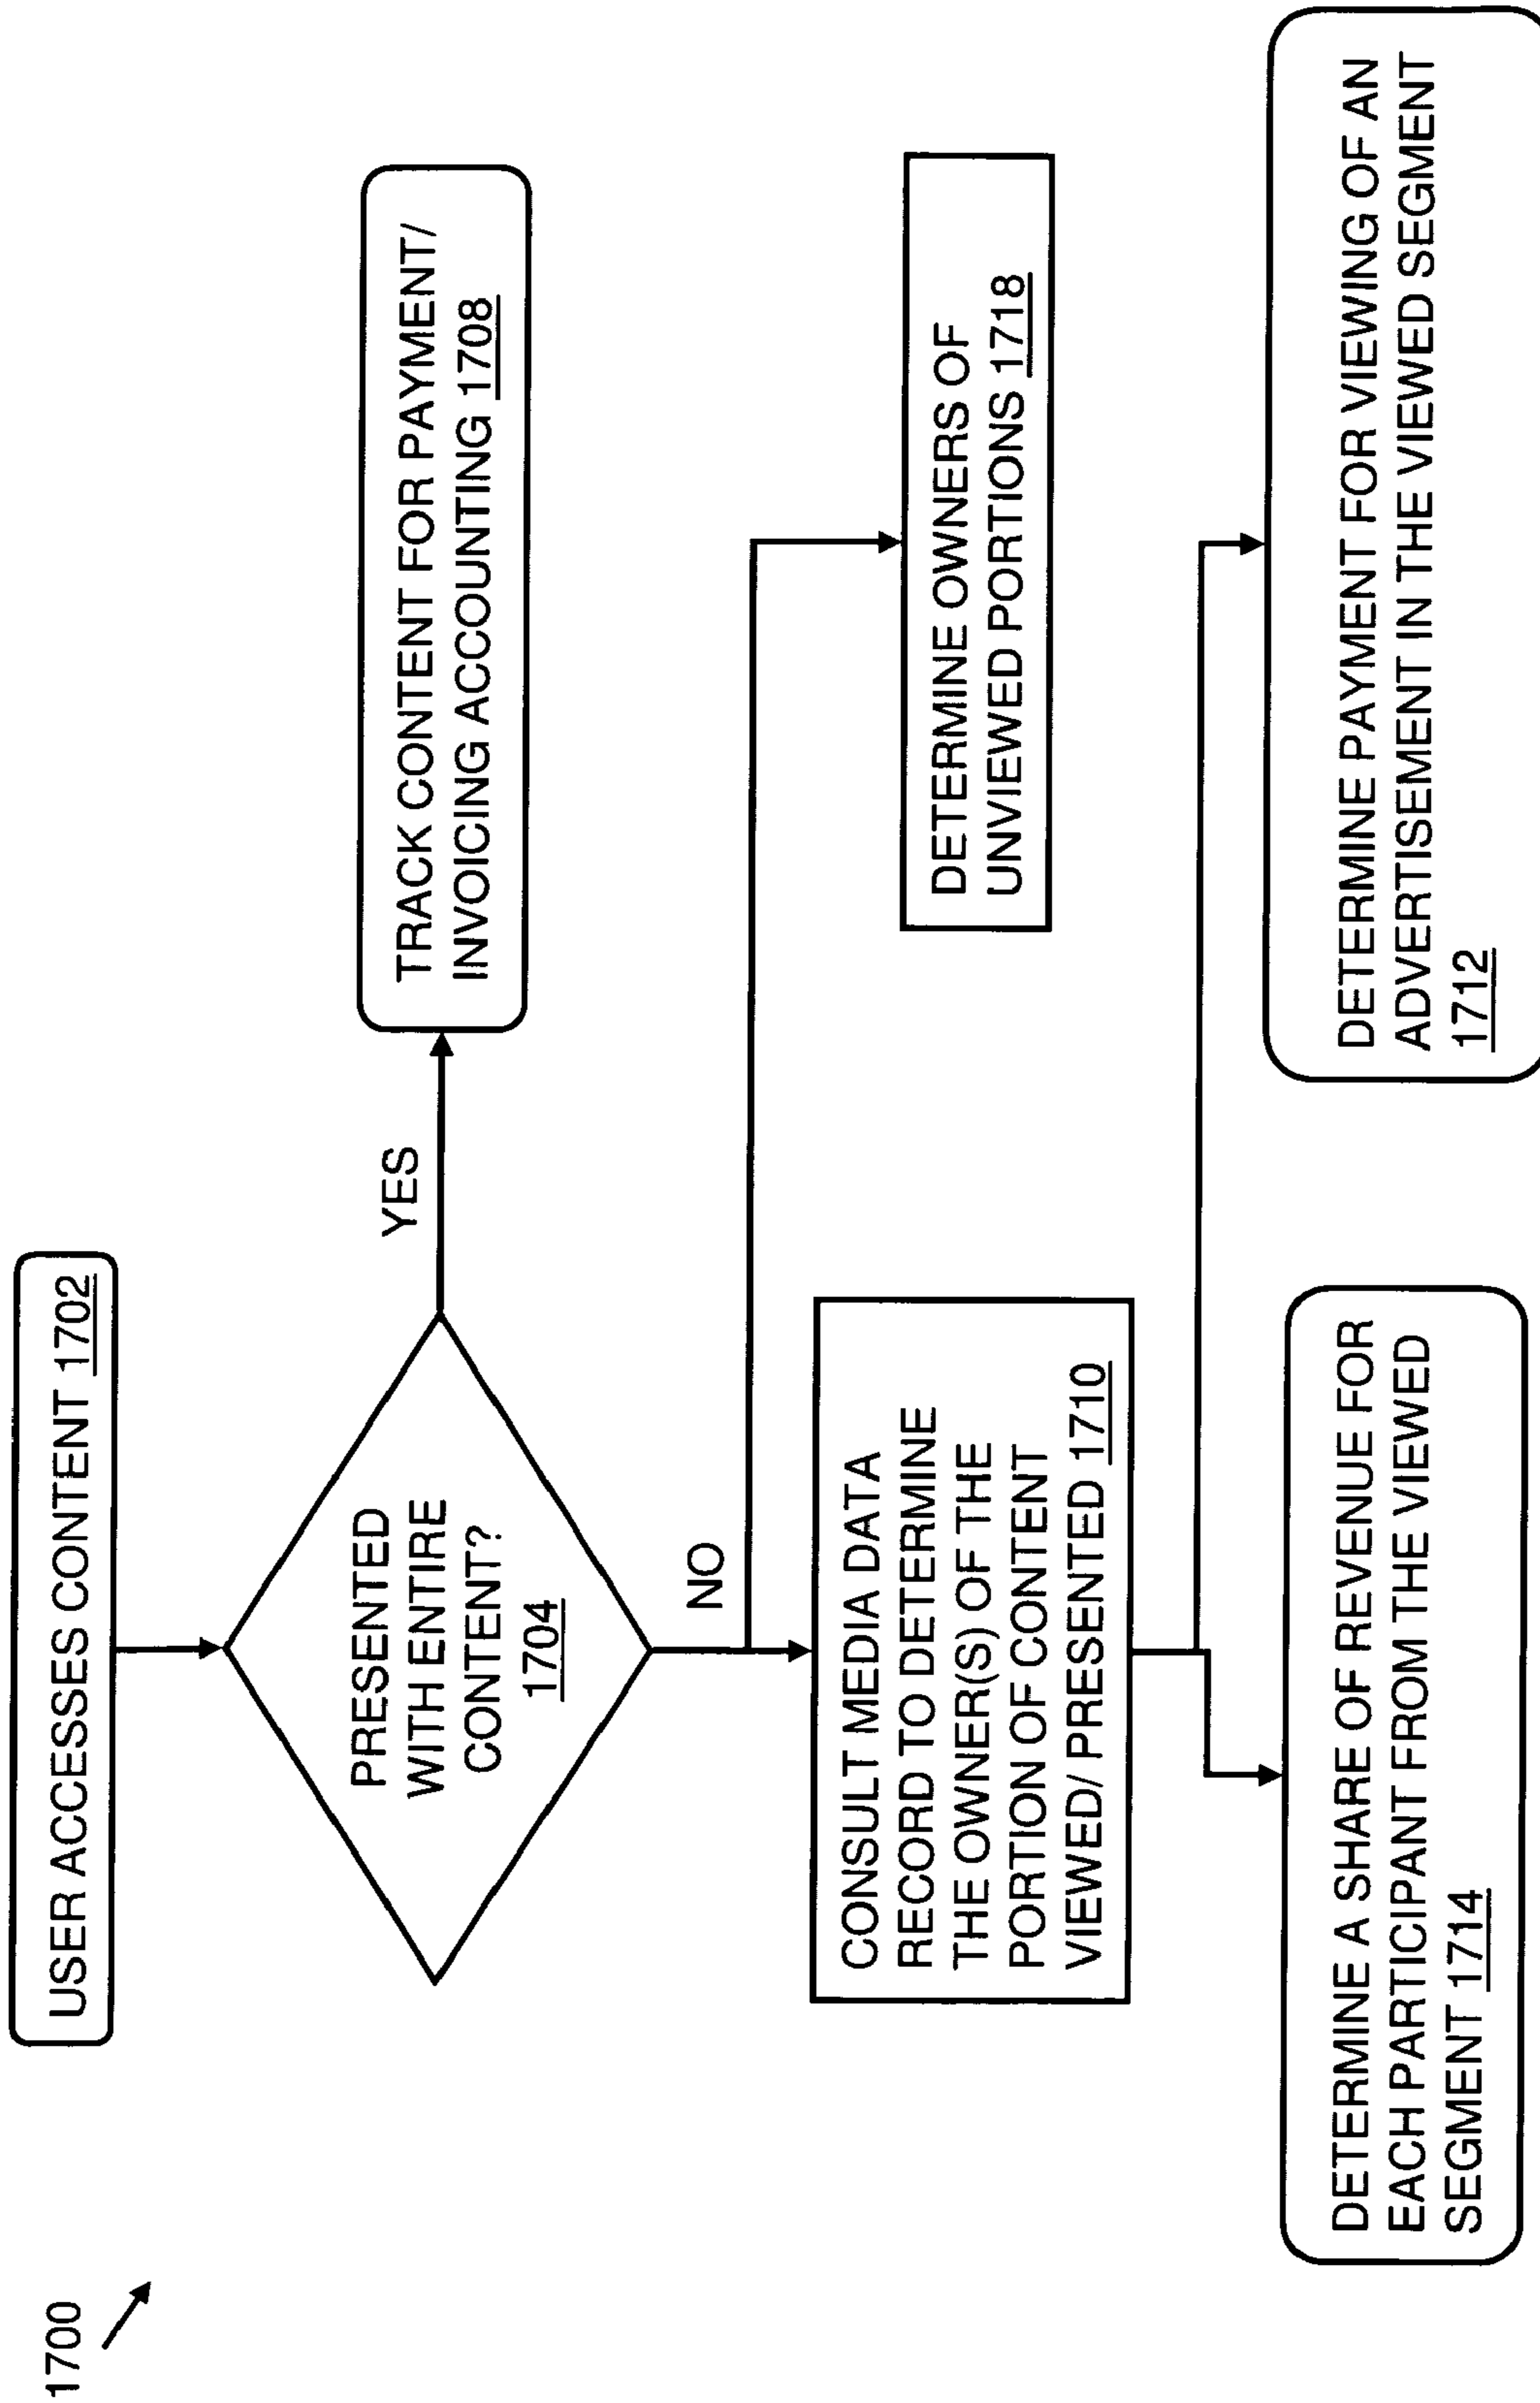 1700
USER ACCESSES CONTENT 1702
PRESENTED
WITH ENTIRE
CONTENT?
1704
YES
TRACK CONTENT FOR PAYMENT/
INVOICING ACCOUNTING 1708
NO
CONSULT MEDIA DATA
RECORD TO DETERMINE
THE OWNER(S) OF THE
PORTION OF CONTENT
VIEWED/ PRESENTED 1710
DETERMINE OWNERS OF
UNVIEWED PORTIONS 1718
DETERMINE A SHARE OF REVENUE FOR
EACH PARTICIPANT FROM THE VIEWED
SEGMENT 1714
DETERMINE PAYMENT FOR VIEWING OF AN
ADVERTISEMENT IN THE VIEWED SEGMENT
1712